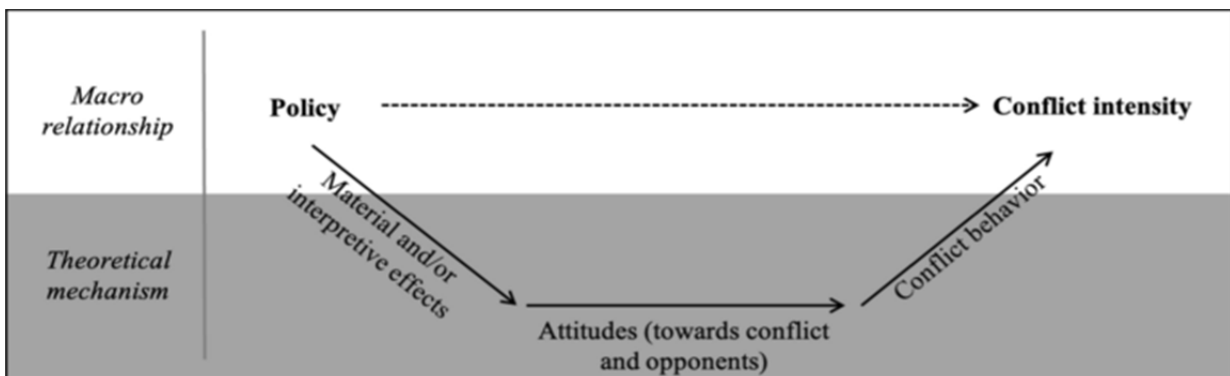 Macro
relationship
Policy
Conflict intensity
Material and/or
interpretive effects
Conflict behavior
Theoretical
mechanism
Attitudes (towards conflict
and opponents)